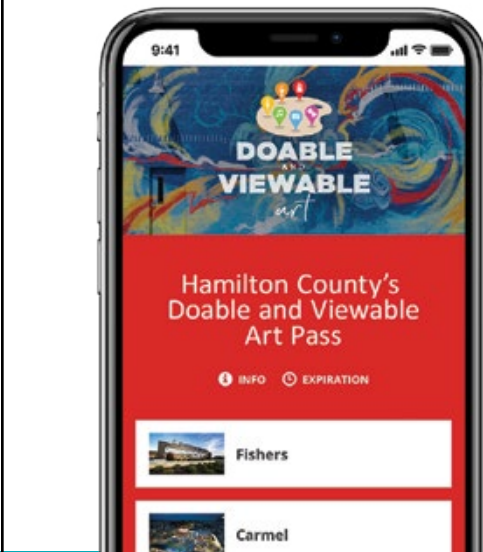 9:41
DOABLE
AND
VIEWABLE
art
Hamilton County's
Doable and Viewable
Art Pass
INFO EXPIRATION
Fishers
Carmel